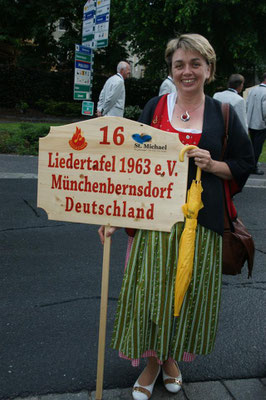 16
St. Michael
Liedertafel 1963 e.V.
Münchenbernsdorf
Deutschland